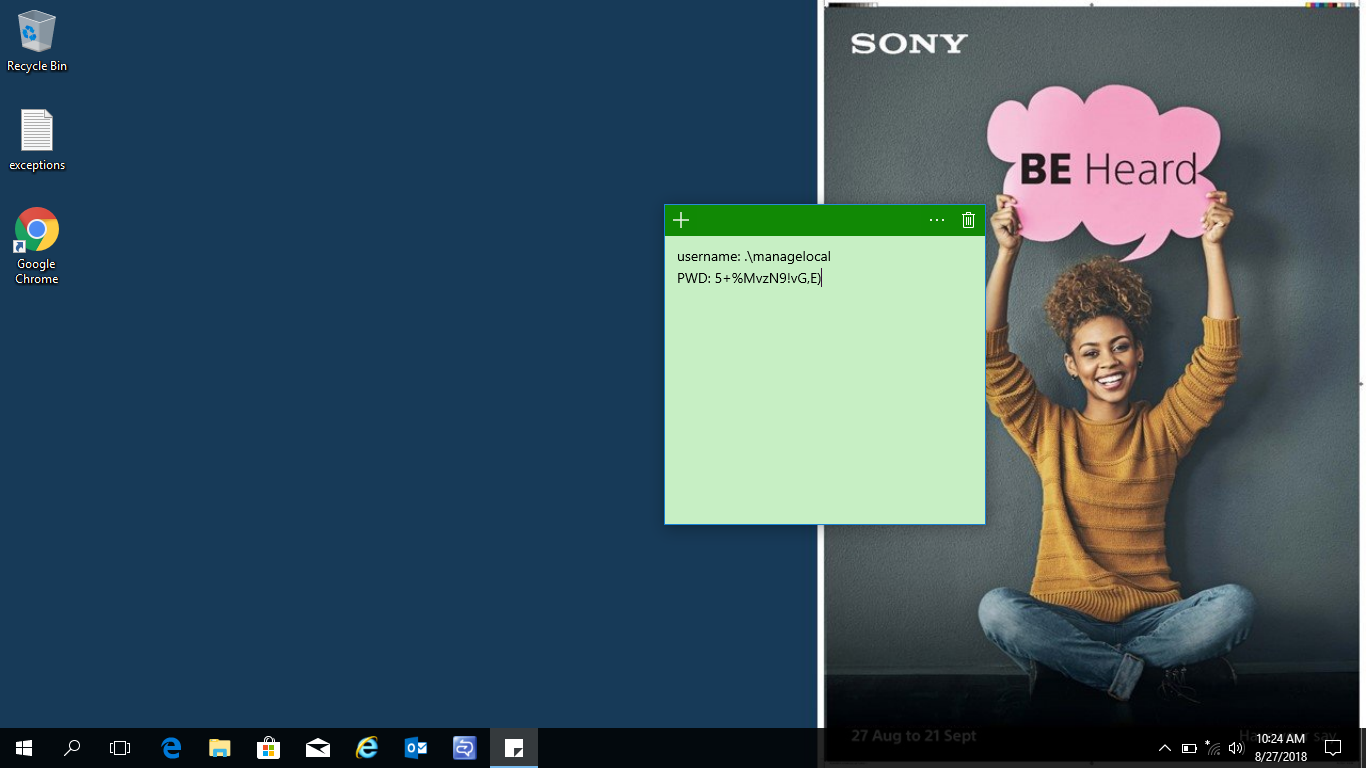 Recycle Bin
exceptions
Google
Chrome
username: .\managelocal
PWD: 5+%MvzN9!vG,E)
SONY
BE Heard
27 Aug to 21 Sept
10:24 AM
8/27/2018